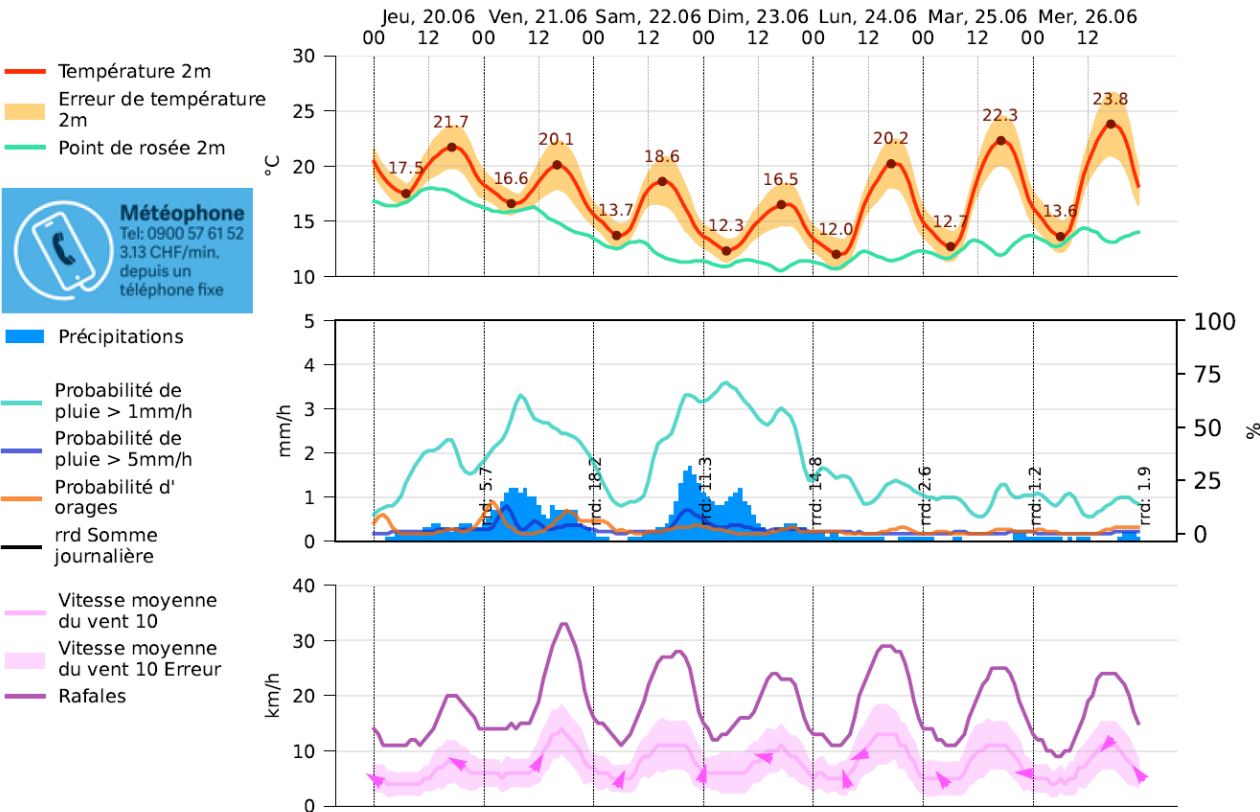 Jeu, 20.06 Ven, 21.06 Sam, 22.06 Dim, 23.06 Lun, 24.06 Mar, 25.06 Mer, 26.06
00 12 00 12 00 12 00 12 00 12 00 12 00 12
Température 2m
Erreur de température
2m
Point de rosée 2m
°C
30
25
20
15
10
17.5 21.7 16.6 20.1 13.7 18.6 12.3 16.5 12.0 20.2 12.7 22.3 13.6 23.8
Météophone
Tel: 0900 57 61 52
3.13 CHF/min.
depuis un
téléphone fixe
Précipitations
Probabilité de
pluie > 1mm/h
Probabilité de
pluie > 5mm/h
Probabilité d'
orages
rrd Somme
journalière
mm/h
5
4
3
2
1
0
rrd: 5.7
rrd: 18.2
rrd: 11.3
rrd: 14.8
rrd: 2.6
rrd: 1.2
rrd: 1.9
100
75
50
25
0
%
Vitesse moyenne
du vent 10
Vitesse moyenne
du vent 10 Erreur
Rafales
km/h
40
30
20
10
0